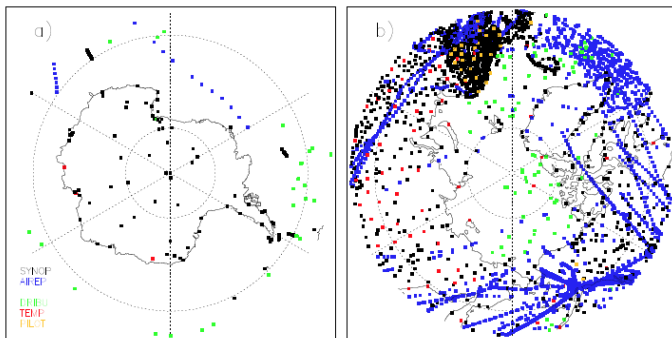 a)
b)
SYNOP
AIREP
DRIBU
TEMP
PILOT